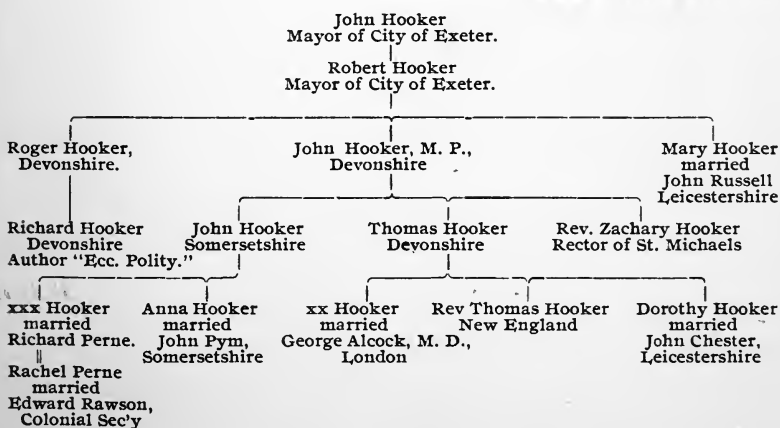 John Hooker
Mayor of City of Exeter.
Robert Hooker
Mayor of City of Exeter.
Roger Hooker,
Devonshire.
John Hooker, M. P.,
Devonshire
Mary Hooker
married
John Russell
Leicestershire
Richard Hooker
Devonshire
Author "Ecc. Polity."
John Hooker
Somersetshire
Thomas Hooker
Devonshire
Rev. Zachary Hooker
Rector of St. Michaels
xxx Hooker
married
Richard Perne.
Rachel Perne
married
Edward Rawson,
Colonial Sec'y
Anna Hooker
married
John Pym,
Somersetshire
xx Hooker
married
George Alcock, M. D.,
London
Rev Thomas Hooker
New England
Dorothy Hooker
married
John Chester,
Leicestershire